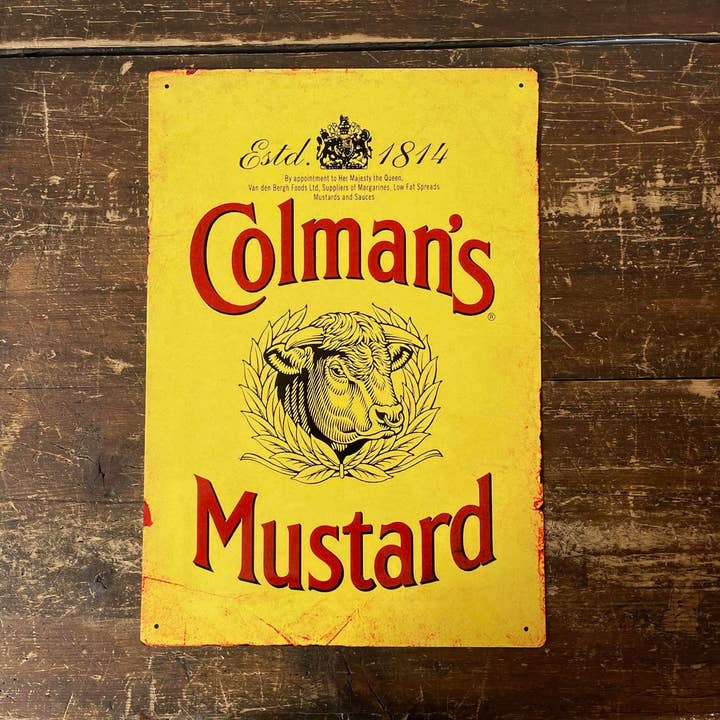 Estd. 1814
By appointment to Her Majesty the Queen,
Van den Bergh Foods Ltd, Suppliers of Margarines, Low Fat Spreads
Mustards and Sauces
Colman's
®
Mustard